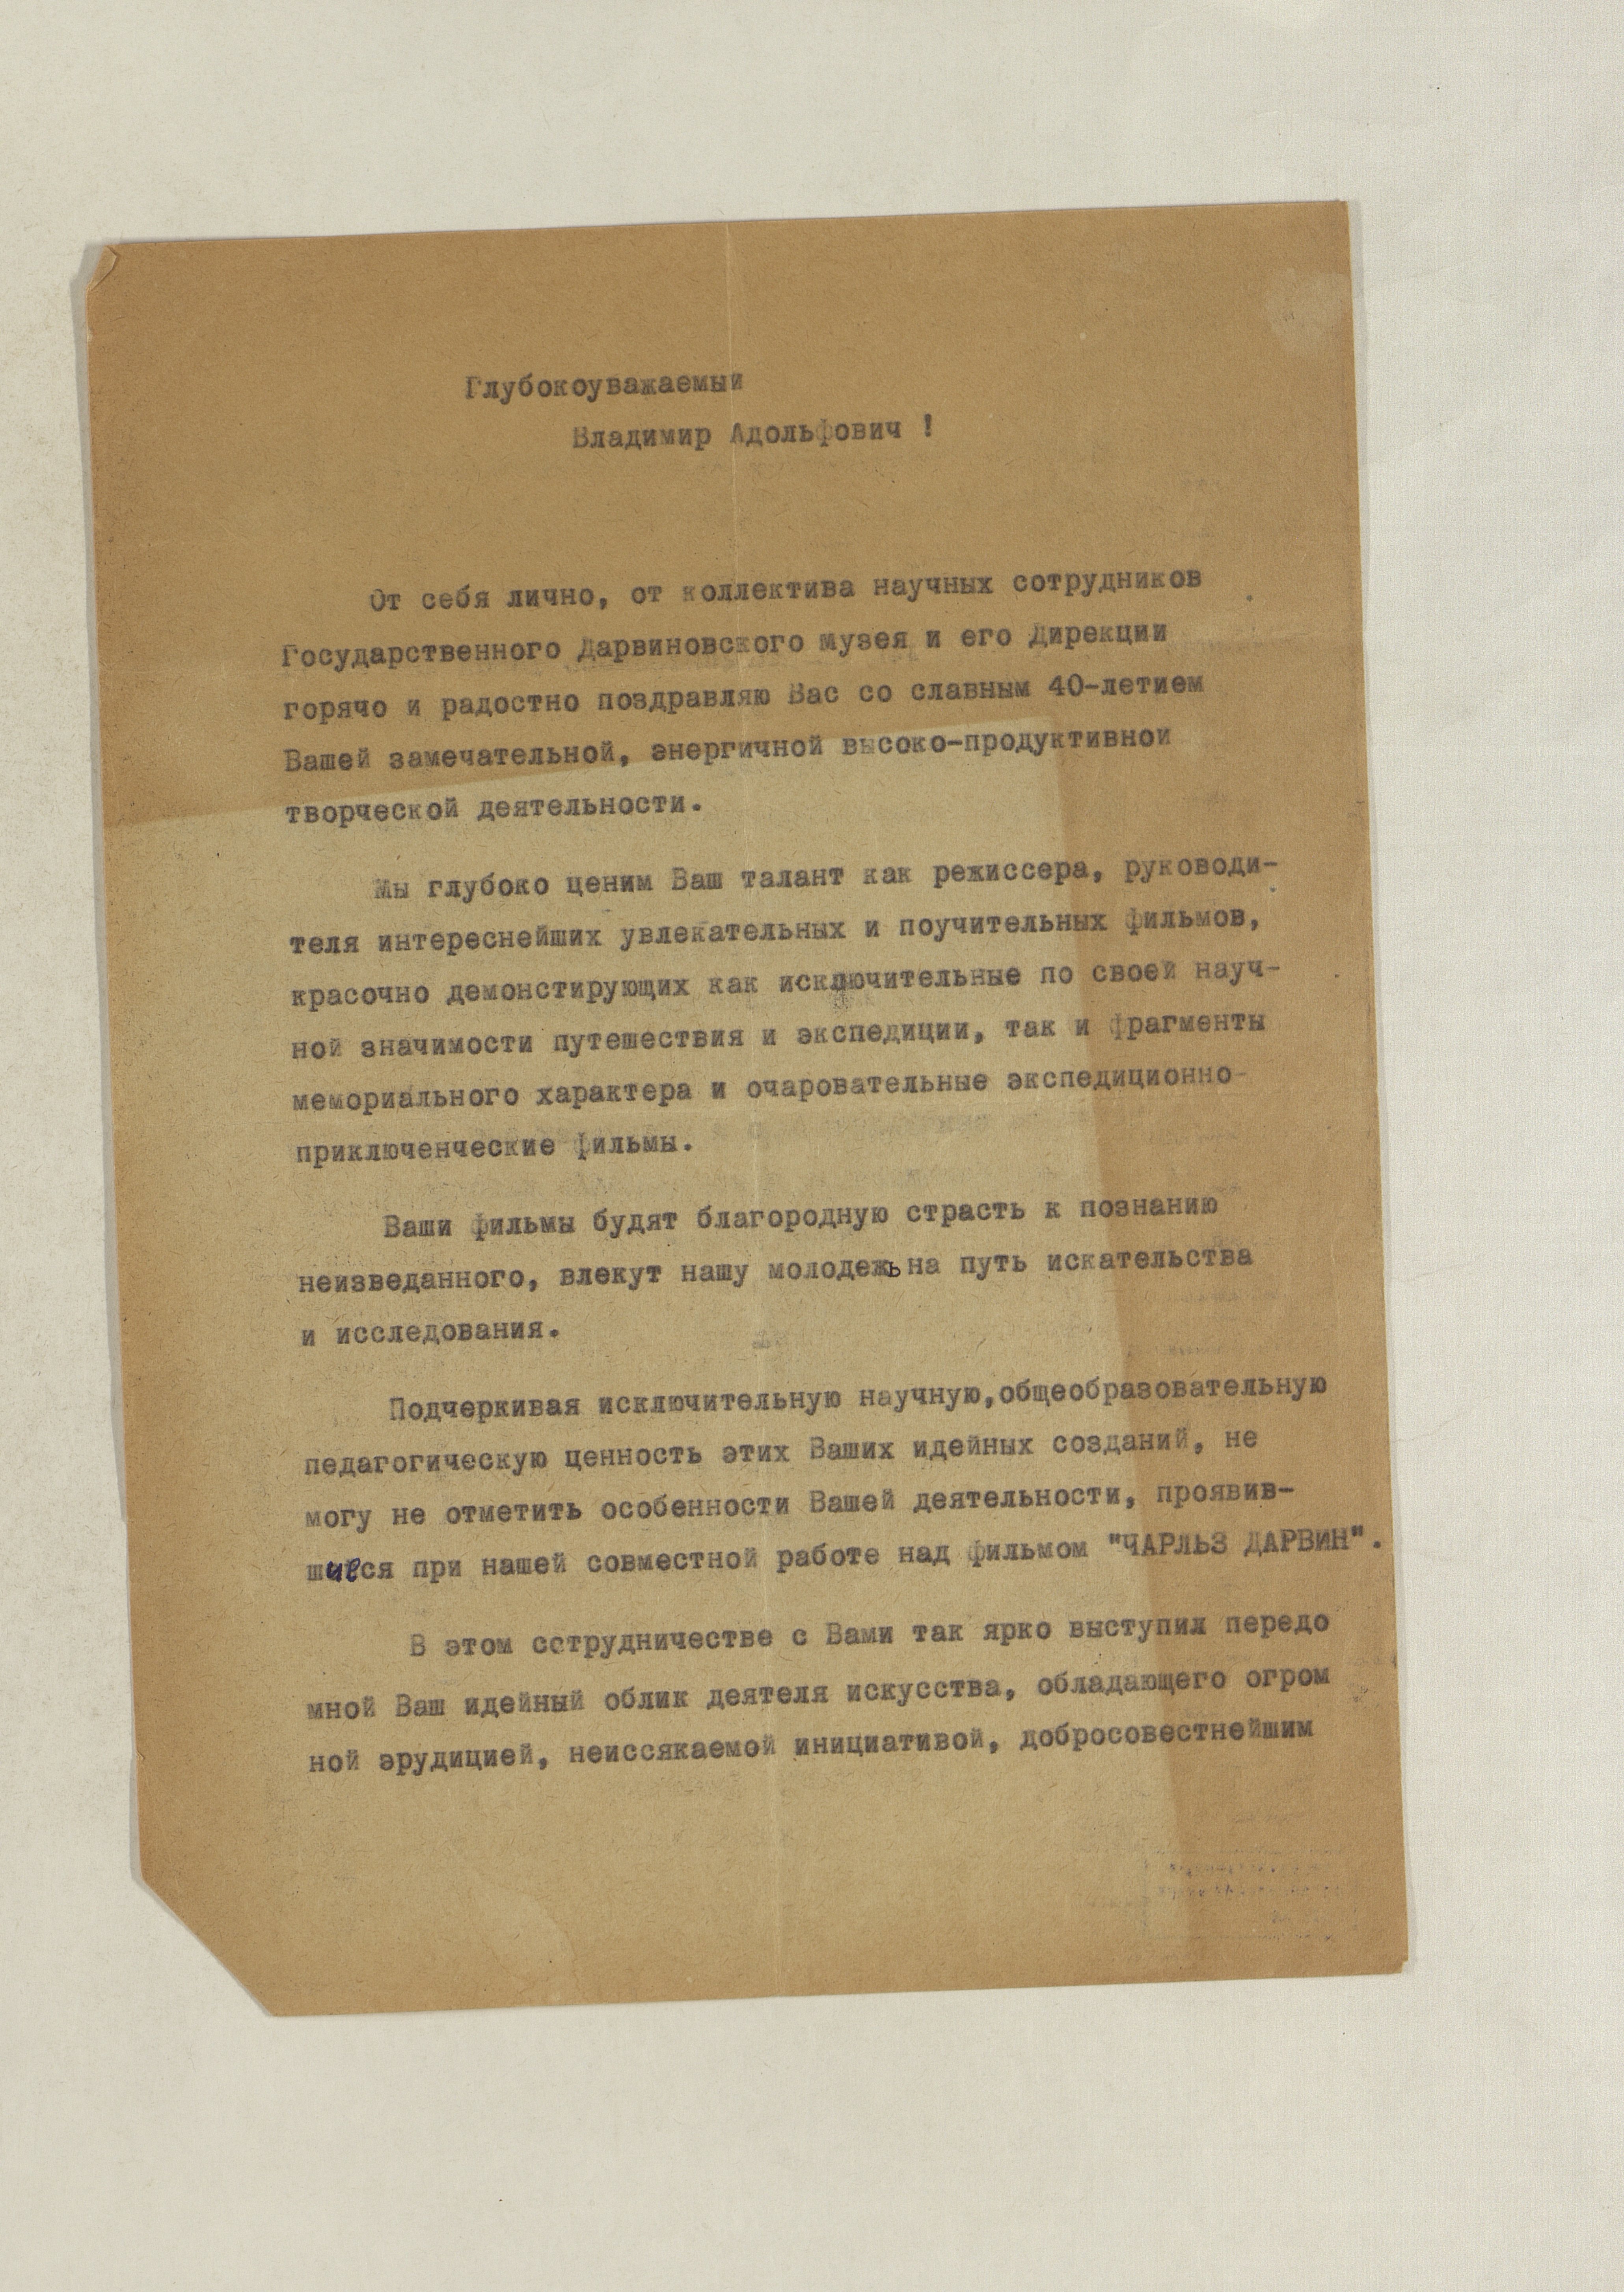 Глубокоуважаемый
Владимир Адольфович !
От себя лично, от коллектива научных сотрудников
Государственного Дарвиновского музея и его Дирекции
горячо и радостно поздравляю Вас со славным 40-летием
Вашей замечательной, энергичной высоко-продуктивной
творческой деятельности.
Мы глубоко ценим Ваш талант как режиссера, руководи-
теля интереснейших увлекательных и поучительных фильмов,
красочно демонстирующих как исключительные по своей науч-
ной значимости путешествия и экспедиции, так и фрагменты
мемориального характера и очаровательные экспедиционно-
приключенческие фильмы.
Ваши фильмы будят благородную страсть к познанию
неизведанного, влекут нашу молодежь на путь искательства
и исследования.
Подчеркивая исключительную научную,общеобразовательную
педагогическую ценность этих Ваших идейных созданий, не
могу не отметить особенности Вашей деятельности, проявив-
шиеся при нашей совместной работе над фильмом "ЧАРЛЬЗ ДАРВИН".
В этом сотрудничестве с Вами так ярко выступил передо
мной Ваш идейный облик деятеля искусства, обладающего огром
ной эрудицией, неиссякаемой инициативой, добросовестнейшим